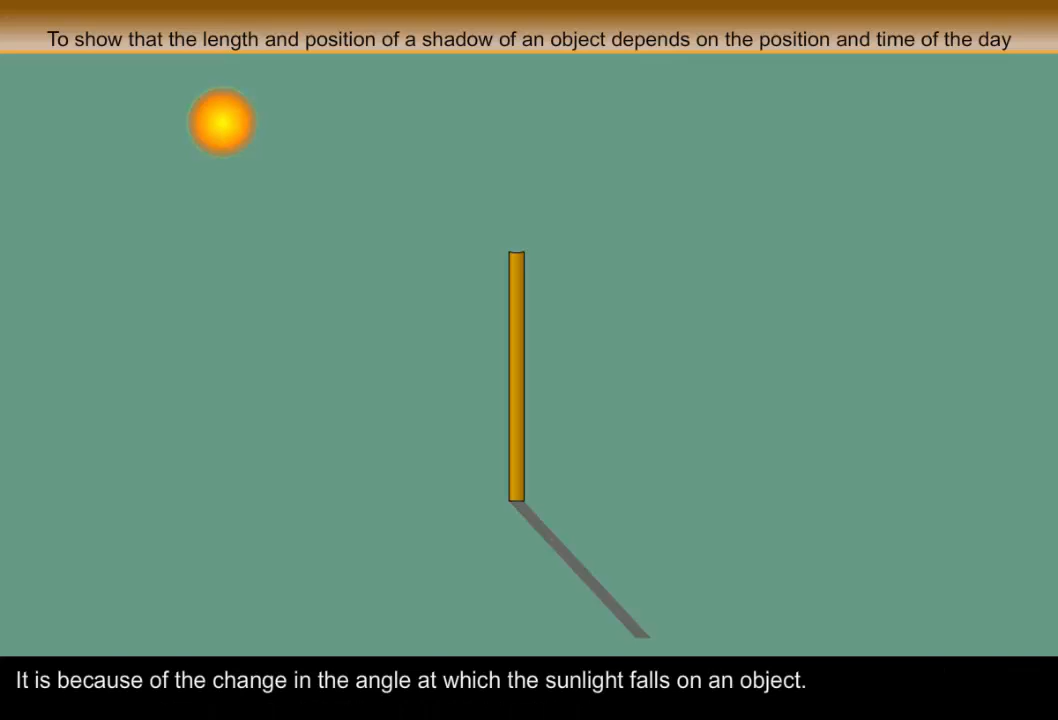 To show that the length and position of a shadow of an object depends on the position and time of the day
It is because of the change in the angle at which the sunlight falls on an object.